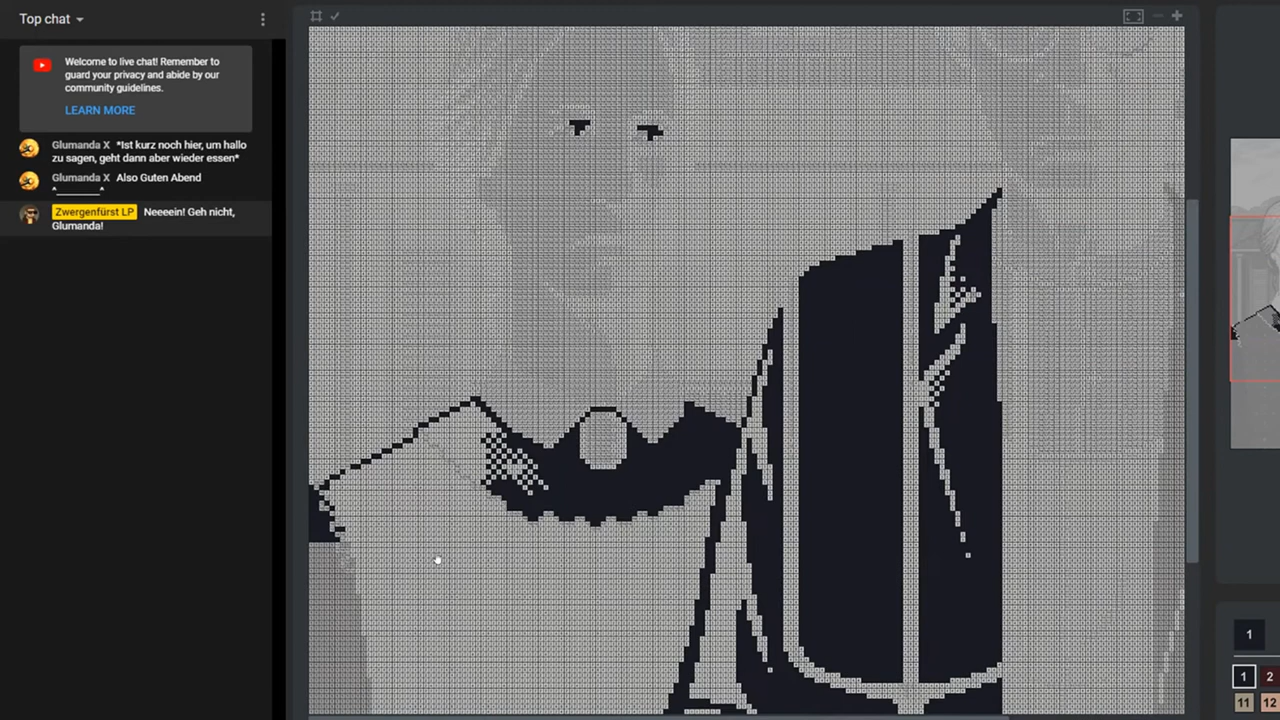 Top chat
Welcome to live chat! Remember to
guard your privacy and abide by our
community guidelines.
LEARN MORE
Glumanda X *Ist kurz noch hier, um hallo
zu sagen, geht dann aber wieder essen*
Glumanda X Also Guten Abend
^________^
Zwergenfürst LP Neeeein! Geh nicht,
Glumanda!
1
1 2
11 12